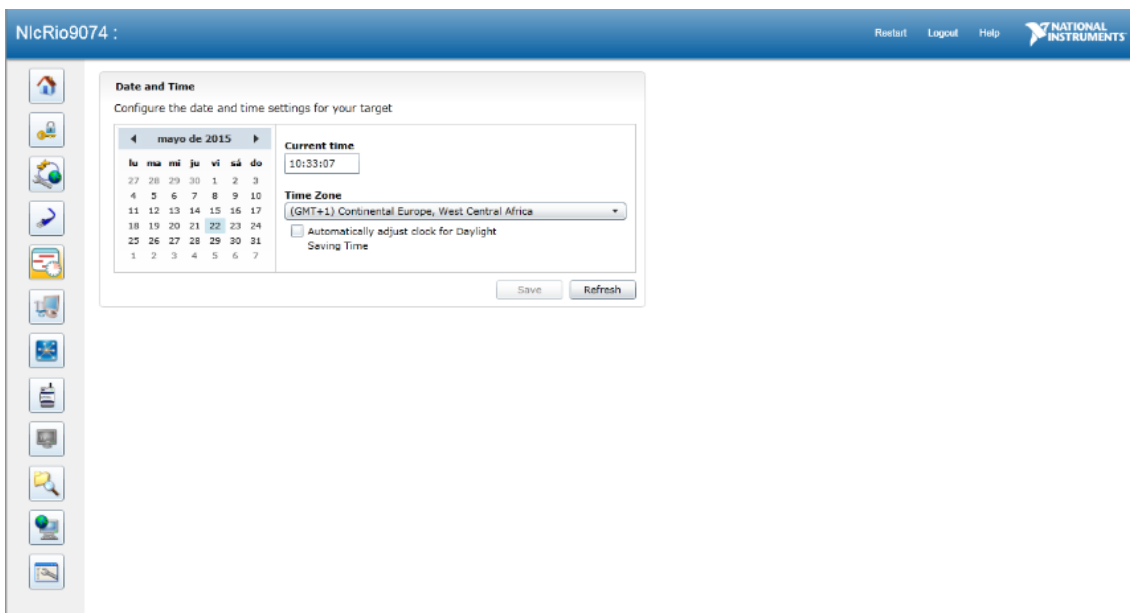 NIcRio9074 :
Restart Logout Help NATIONAL INSTRUMENTS
Date and Time
Configure the date and time settings for your target
mayo de 2015
lu ma mi ju vi sá do
27 28 29 30 1 2 3
4 5 6 7 8 9 10
11 12 13 14 15 16 17
18 19 20 21 22 23 24
25 26 27 28 29 30 31
1 2 3 4 5 6 7
Current time
10:33:07
Time Zone
(GMT+1) Continental Europe, West Central Africa
Automatically adjust clock for Daylight
Saving Time
Save Refresh